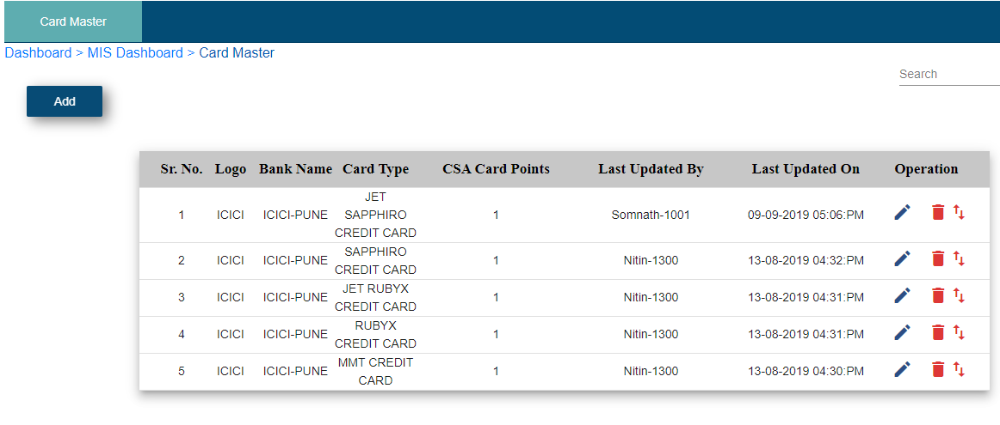 Card Master
Dashboard > MIS Dashboard > Card Master
Search
Add
Sr. No. Logo Bank Name Card Type CSA Card Points Last Updated By Last Updated On Operation
1 ICICI ICICI-PUNE JET SAPPHIRO CREDIT CARD 1 Somnath-1001 09-09-2019 05:06:PM
2 ICICI ICICI-PUNE SAPPHIRO CREDIT CARD 1 Nitin-1300 13-08-2019 04:32:PM
3 ICICI ICICI-PUNE JET RUBYX CREDIT CARD 1 Nitin-1300 13-08-2019 04:31:PM
4 ICICI ICICI-PUNE RUBYX CREDIT CARD 1 Nitin-1300 13-08-2019 04:31:PM
5 ICICI ICICI-PUNE MMT CREDIT CARD 1 Nitin-1300 13-08-2019 04:30:PM